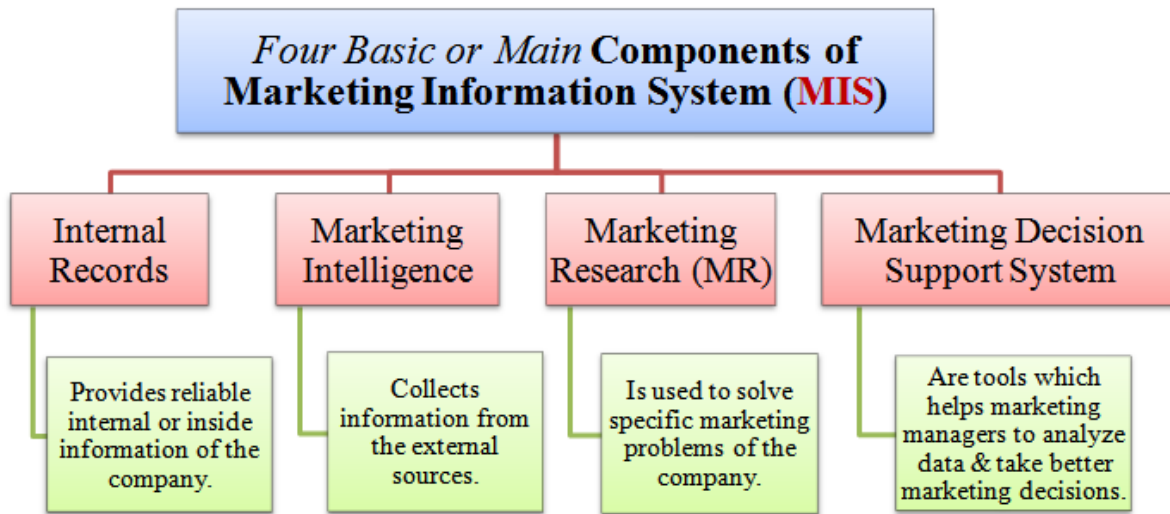 Four Basic or Main Components of
Marketing Information System (MIS)
Internal
Records
Marketing
Intelligence
Marketing
Research (MR)
Marketing Decision
Support System
Provides reliable
internal or inside
information of the
company.
Collects
information from
the external
sources.
Is used to solve
specific marketing
problems of the
company.
Are tools which
helps marketing
managers to analyze
data & take better
marketing decisions.